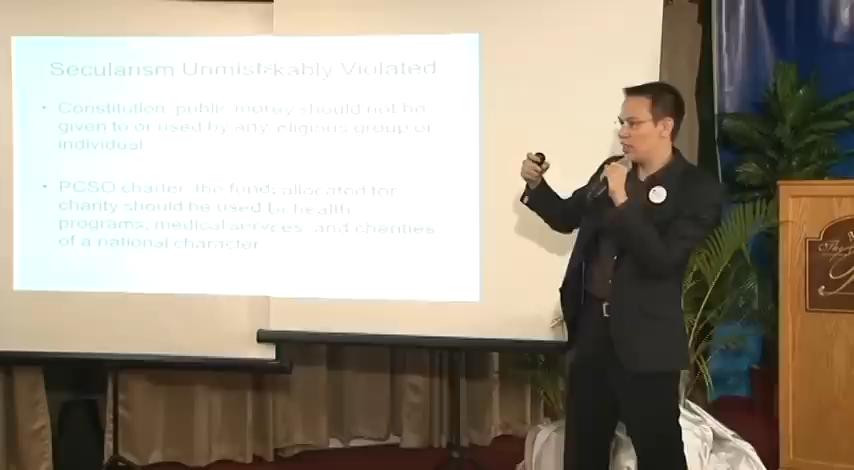 Secularism Unmistakably Violated
• Constitution: public money should not be
given to or used by any religious group or
individual
• PCSO charter: the funds allocated for
charity should be used for health
programs, medical services, and charities
of a national character